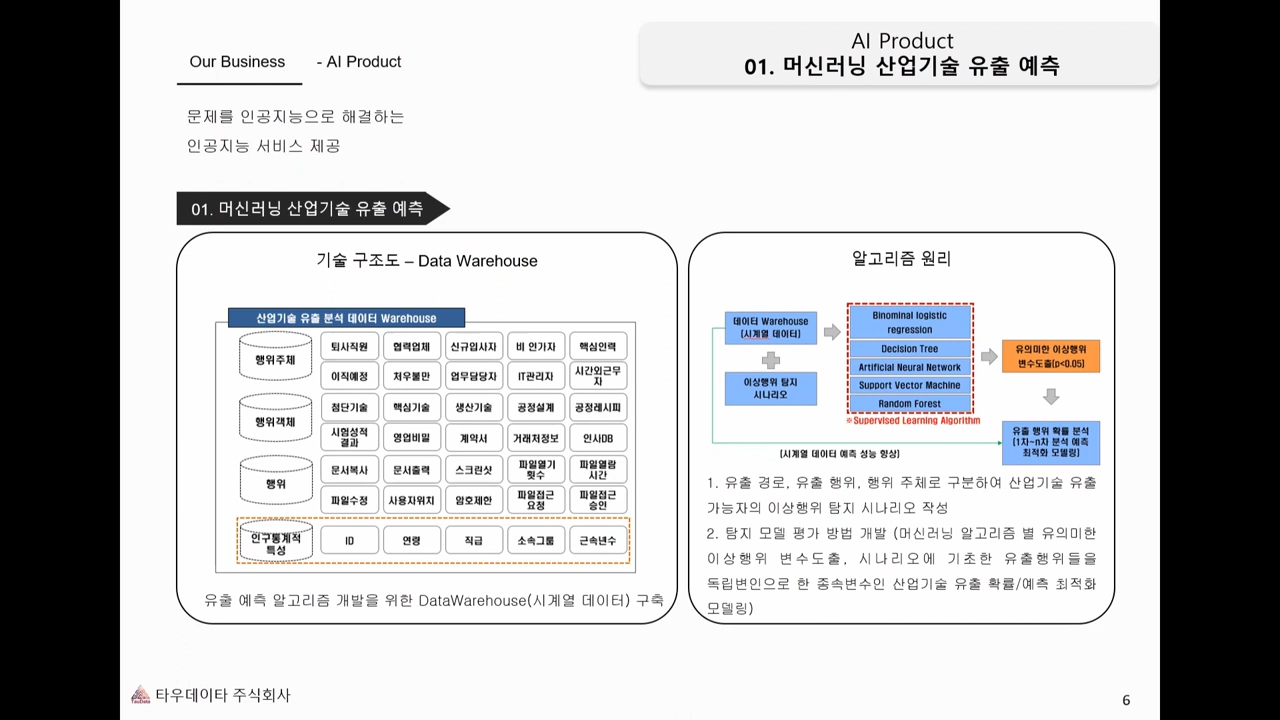 Our Business - AI Product
AI Product
01. 머신러닝 산업기술 유출 예측
문제를 인공지능으로 해결하는
인공지능 서비스 제공
01. 머신러닝 산업기술 유출 예측
기술 구조도 – Data Warehouse
산업기술 유출 분석 데이터 Warehouse
행위주체
퇴사직원 협력업체 신규입사자 비 인가자 핵심인력
이직예정 처우불만 업무담당자 IT관리자 시간외근무
자
행위객체
첨단기술 핵심기술 생산기술 공정설계 공정레시피
시험성적
결과
영업비밀 계약서 거래처정보 인사DB
행위
문서복사 문서출력 스크린샷
파일열기
횟수
파일열람
시간
파일수정 사용자위치 암호제한
파일접근
요청
파일접근
승인
인구통계적
특성
ID 연령 직급 소속그룹 근속년수
유출 예측 알고리즘 개발을 위한 DataWarehouse(시계열 데이터) 구축
알고리즘 원리
데이터 Warehouse
(시계열 데이터)
이상행위 탐지
시나리오
Binominal logistic
regression
Decision Tree
Artificial Neural Network
Support Vector Machine
Random Forest
※Supervised Learning Algorithm
유의미한 이상행위
변수도출(p<0.05)
유출 행위 확률 분석
(1차~n차 분석 예측
최적화 모델링)
(시계열 데이터 예측 성능 향상)
1. 유출 경로, 유출 행위, 행위 주체로 구분하여 산업기술 유출
가능자의 이상행위 탐지 시나리오 작성
2. 탐지 모델 평가 방법 개발 (머신러닝 알고리즘 별 유의미한
이상행위 변수도출, 시나리오에 기초한 유출행위들을
독립변인으로 한 종속변수인 산업기술 유출 확률/예측 최적화
모델링)
TauData
타우데이타 주식회사
6